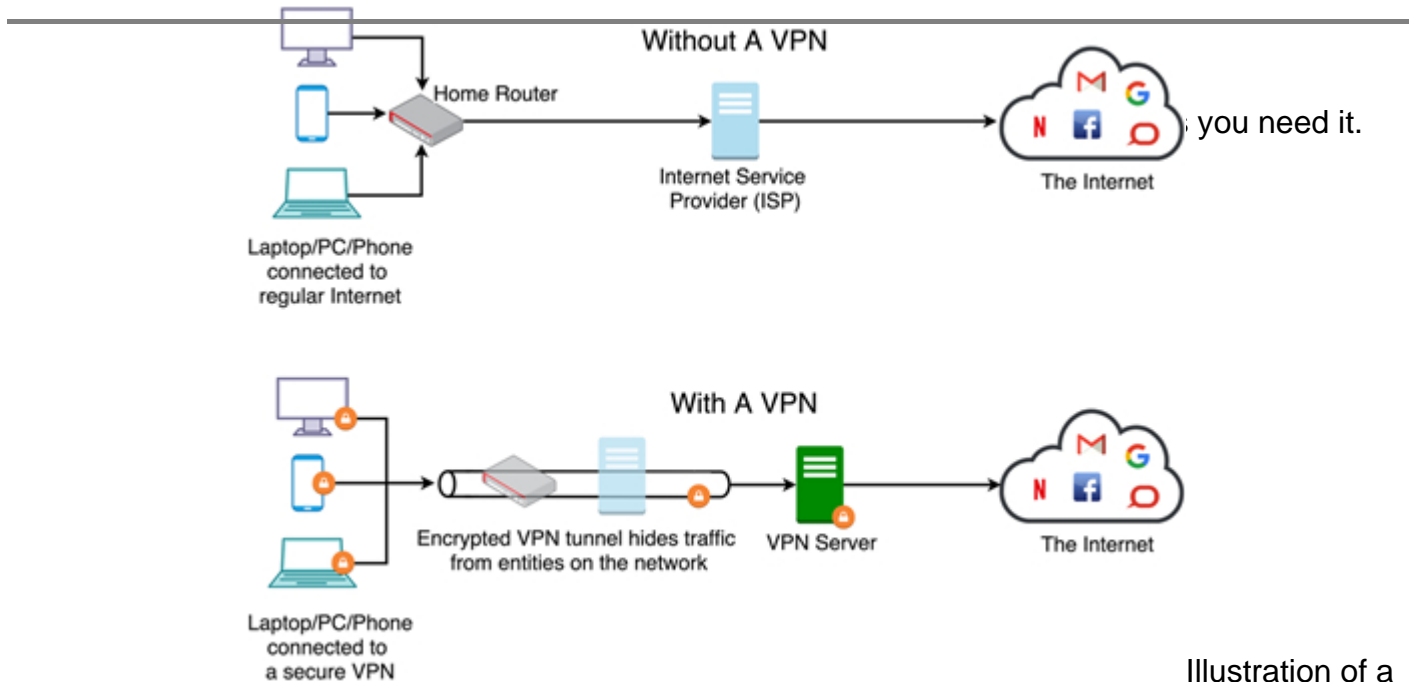 Without A VPN
Home Router
you need it.
Internet Service
Provider (ISP)
The Internet
Laptop/PC/Phone
connected to
regular Internet
With A VPN
Encrypted VPN tunnel hides traffic
from entities on the network
VPN Server
The Internet
Laptop/PC/Phone
connected to
a secure VPN
Illustration of a